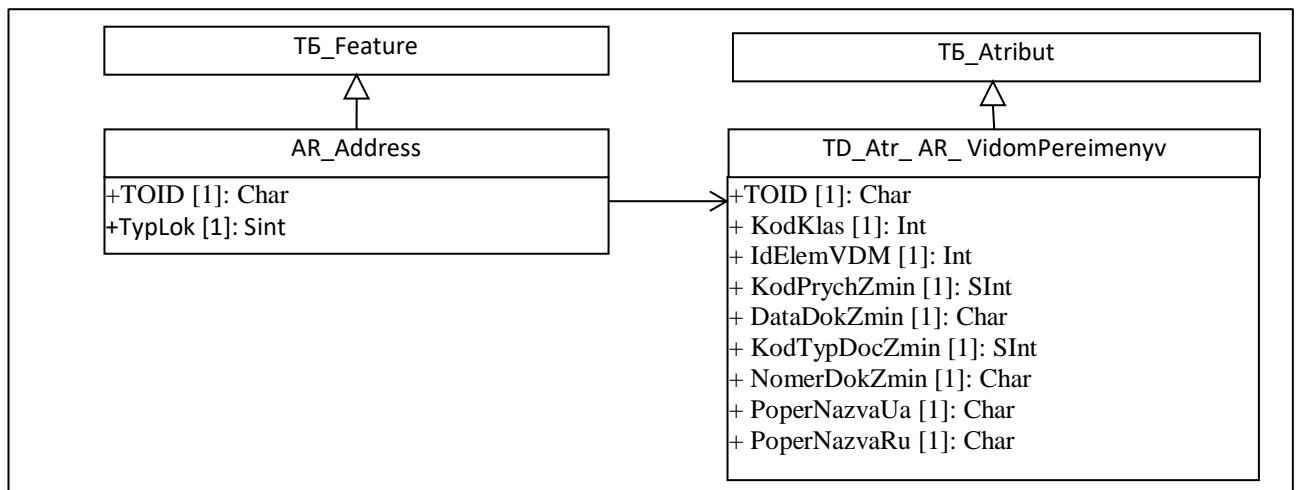 ТБ_Feature
AR_Address
+TOID [1]: Char
+TypLok [1]: Sint
ТБ_Atribut
TD_Atr_ AR_ VidomPereimenyv
+TOID [1]: Char
+ KodKlas [1]: Int
+ IdElemVDM [1]: Int
+ KodPrychZmin [1]: SInt
+ DataDokZmin [1]: Char
+ KodTypDocZmin [1]: SInt
+ NomerDokZmin [1]: Char
+ PoperNazvaUa [1]: Char
+ PoperNazvaRu [1]: Char